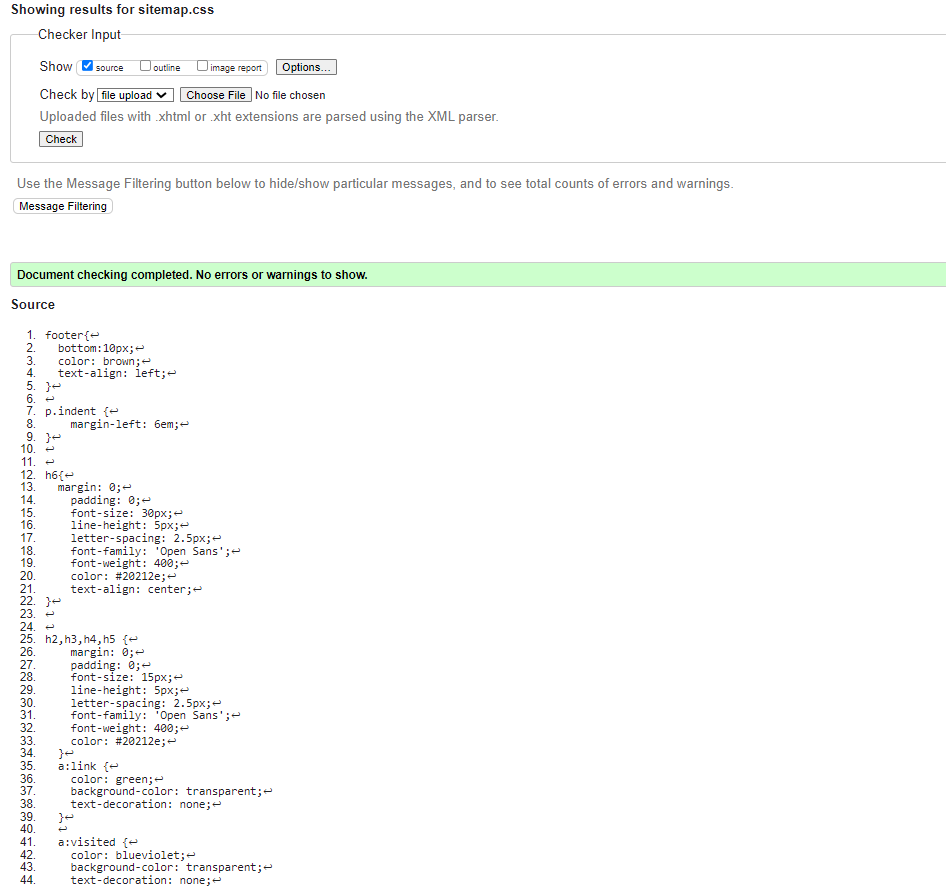 Showing results for sitemap.css
Checker Input
Show source outline image report Options...
Check by file upload Choose File No file chosen
Uploaded files with .xhtml or .xht extensions are parsed using the XML parser.
Check
Use the Message Filtering button below to hide/show particular messages, and to see total counts of errors and warnings.
Message Filtering
Document checking completed. No errors or warnings to show.
Source
1. footer{↩
2. bottom:10px;↩
3. color: brown;↩
4. text-align: left;↩
5. }↩
6. ↩
7. p.indent {↩
8. margin-left: 6em;↩
9. }↩
10. ↩
11. ↩
12. h6{↩
13. margin: 0;↩
14. padding: 0;↩
15. font-size: 30px;↩
16. line-height: 5px;↩
17. letter-spacing: 2.5px;↩
18. font-family: 'Open Sans';↩
19. font-weight: 400;↩
20. color: #20212e;↩
21. text-align: center;↩
22. }↩
23. ↩
24. ↩
25. h2,h3,h4,h5 {↩
26. margin: 0;↩
27. padding: 0;↩
28. font-size: 15px;↩
29. line-height: 5px;↩
30. letter-spacing: 2.5px;↩
31. font-family: 'Open Sans';↩
32. font-weight: 400;↩
33. color: #20212e;↩
34. }↩
35. a:link {↩
36. color: green;↩
37. background-color: transparent;↩
38. text-decoration: none;↩
39. }↩
40. ↩
41. a:visited {↩
42. color: blueviolet;↩
43. background-color: transparent;↩
44. text-decoration: none;↩